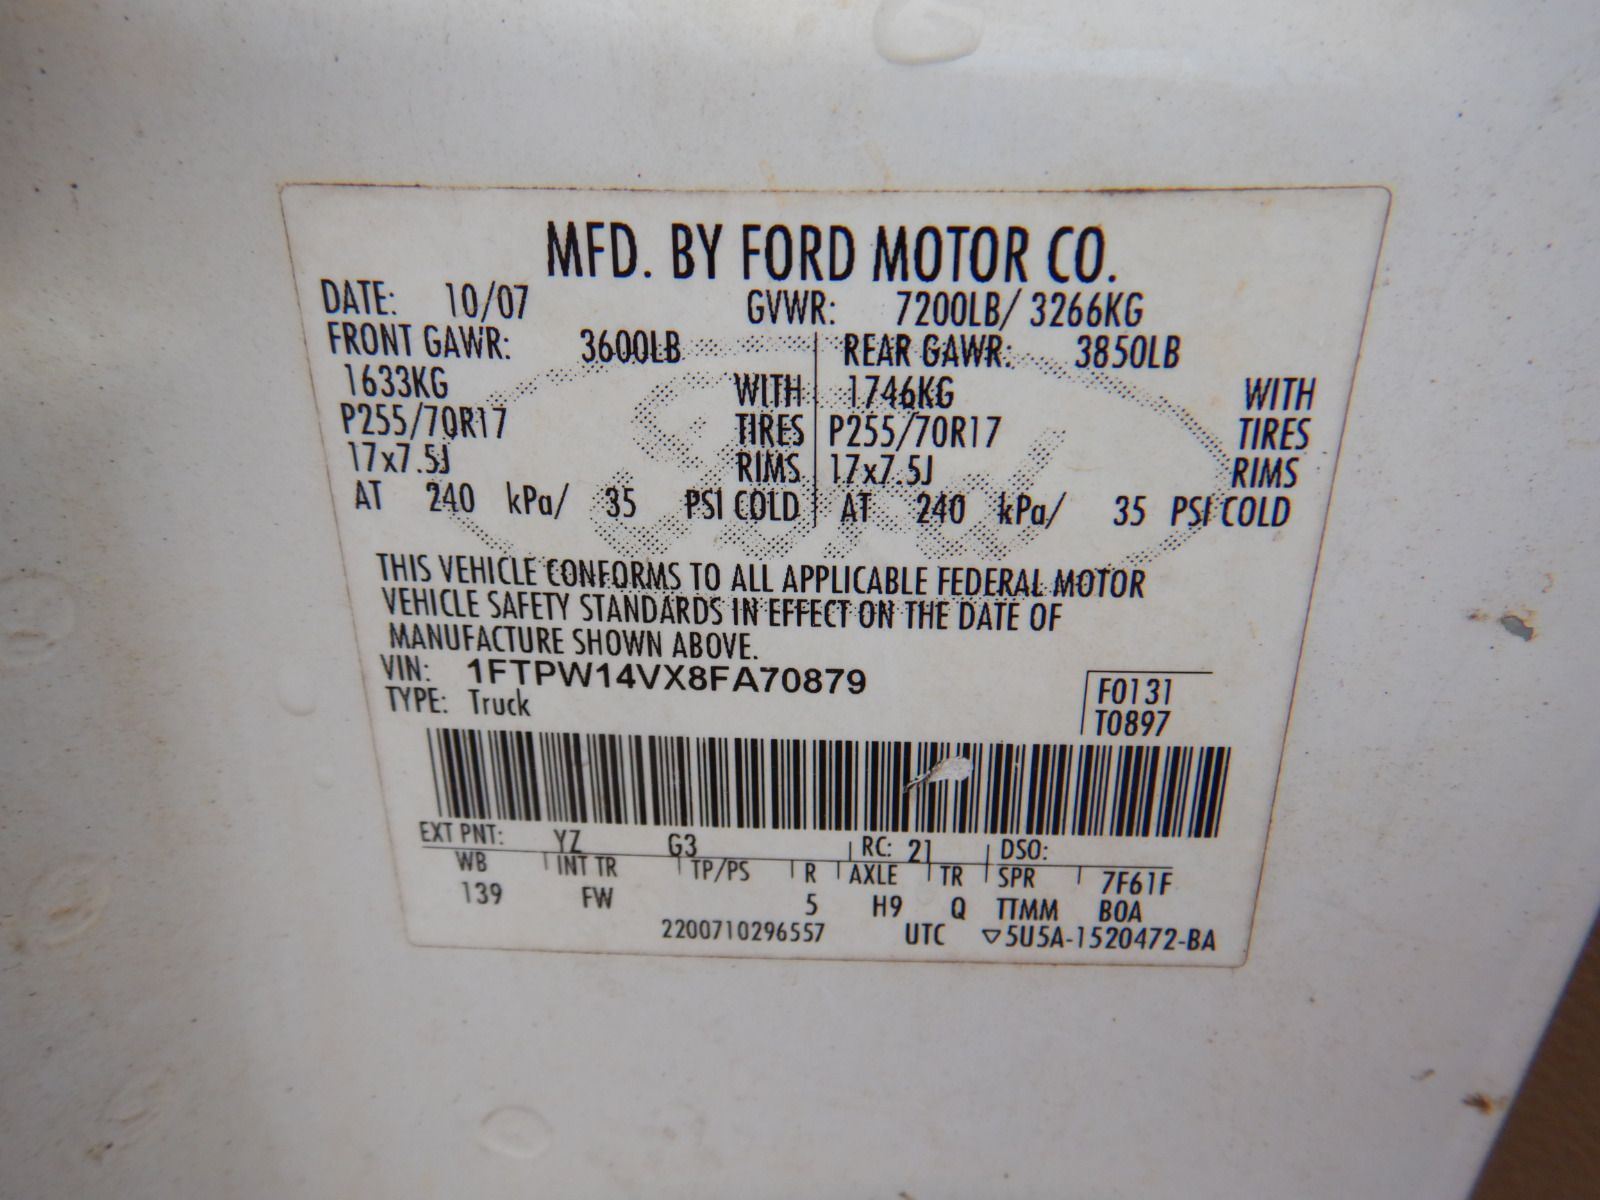 MFD. BY FORD MOTOR CO.
DATE: 10/07 GVWR: 7200LB/ 3266KG
FRONT GAWR: 3600LB REAR GAWR: 3850LB
1633KG WITH 1746KG WITH
P255/70R17 TIRES P255/70R17 TIRES
17x7.5J RIMS 17x7.5J RIMS
AT 240 kPa/ 35 PSI COLD AT 240 kPa/ 35 PSI COLD
THIS VEHICLE CONFORMS TO ALL APPLICABLE FEDERAL MOTOR
VEHICLE SAFETY STANDARDS IN EFFECT ON THE DATE OF
MANUFACTURE SHOWN ABOVE.
VIN: 1FTPW14VX8FA70879
TYPE: Truck
F0131
T0897
EXT PNT: YZ G3 RC: 21 DSO:
WB INT TR TP/PS R AXLE TR SPR 7F61F
139 FW 5 H9 Q TTMM B0A
2200710296557 UTC ▽5U5A-1520472-BA
Ford